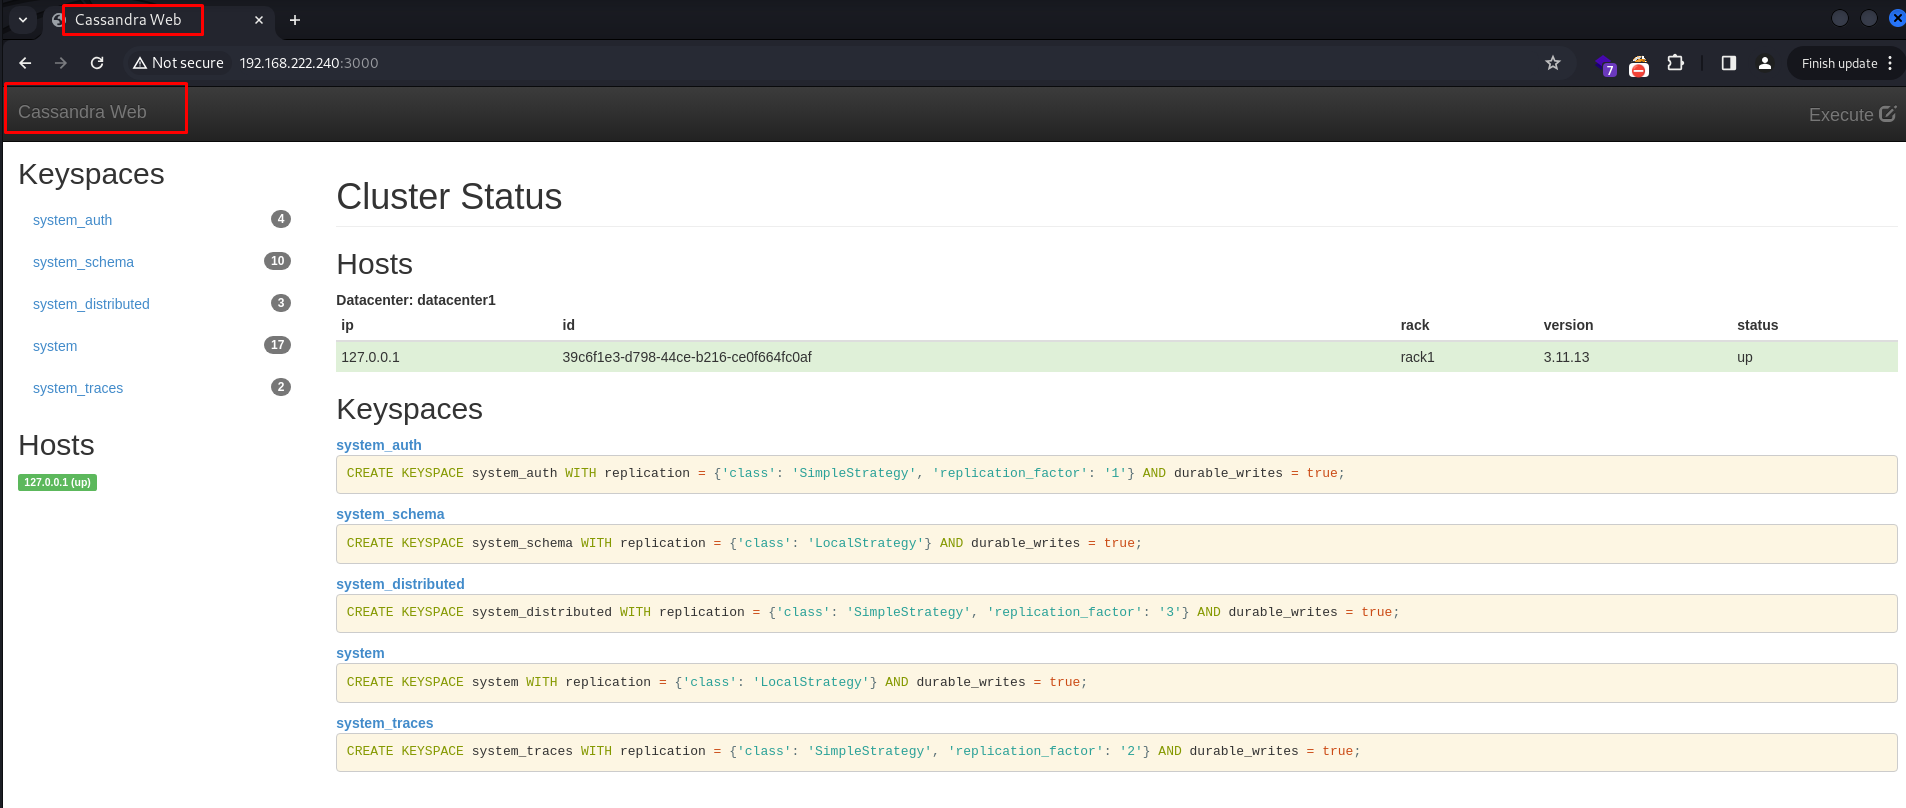 Cassandra Web
Not secure 192.168.222.240:3000
7
Finish update
Cassandra Web
Execute
Keyspaces
system_auth 4
system_schema 10
system_distributed 3
system 17
system_traces 2
Hosts
127.0.0.1 (up)
Cluster Status
Hosts
Datacenter: datacenter1
ip id rack version status
127.0.0.1 39c6f1e3-d798-44ce-b216-ce0f664fc0af rack1 3.11.13 up
Keyspaces
system_auth
CREATE KEYSPACE system_auth WITH replication = {'class': 'SimpleStrategy', 'replication_factor': '1'} AND durable_writes = true;
system_schema
CREATE KEYSPACE system_schema WITH replication = {'class': 'LocalStrategy'} AND durable_writes = true;
system_distributed
CREATE KEYSPACE system_distributed WITH replication = {'class': 'SimpleStrategy', 'replication_factor': '3'} AND durable_writes = true;
system
CREATE KEYSPACE system WITH replication = {'class': 'LocalStrategy'} AND durable_writes = true;
system_traces
CREATE KEYSPACE system_traces WITH replication = {'class': 'SimpleStrategy', 'replication_factor': '2'} AND durable_writes = true;